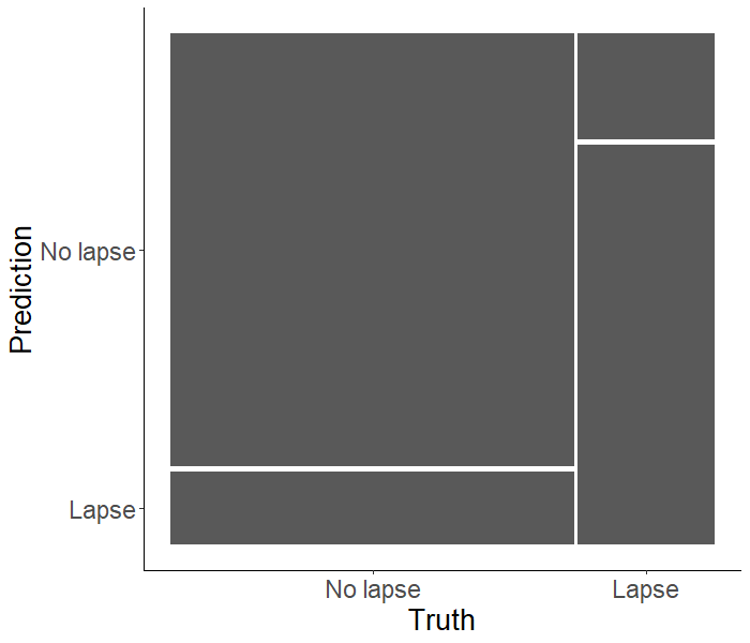 Prediction
No lapse
Lapse
No lapse
Lapse
Truth